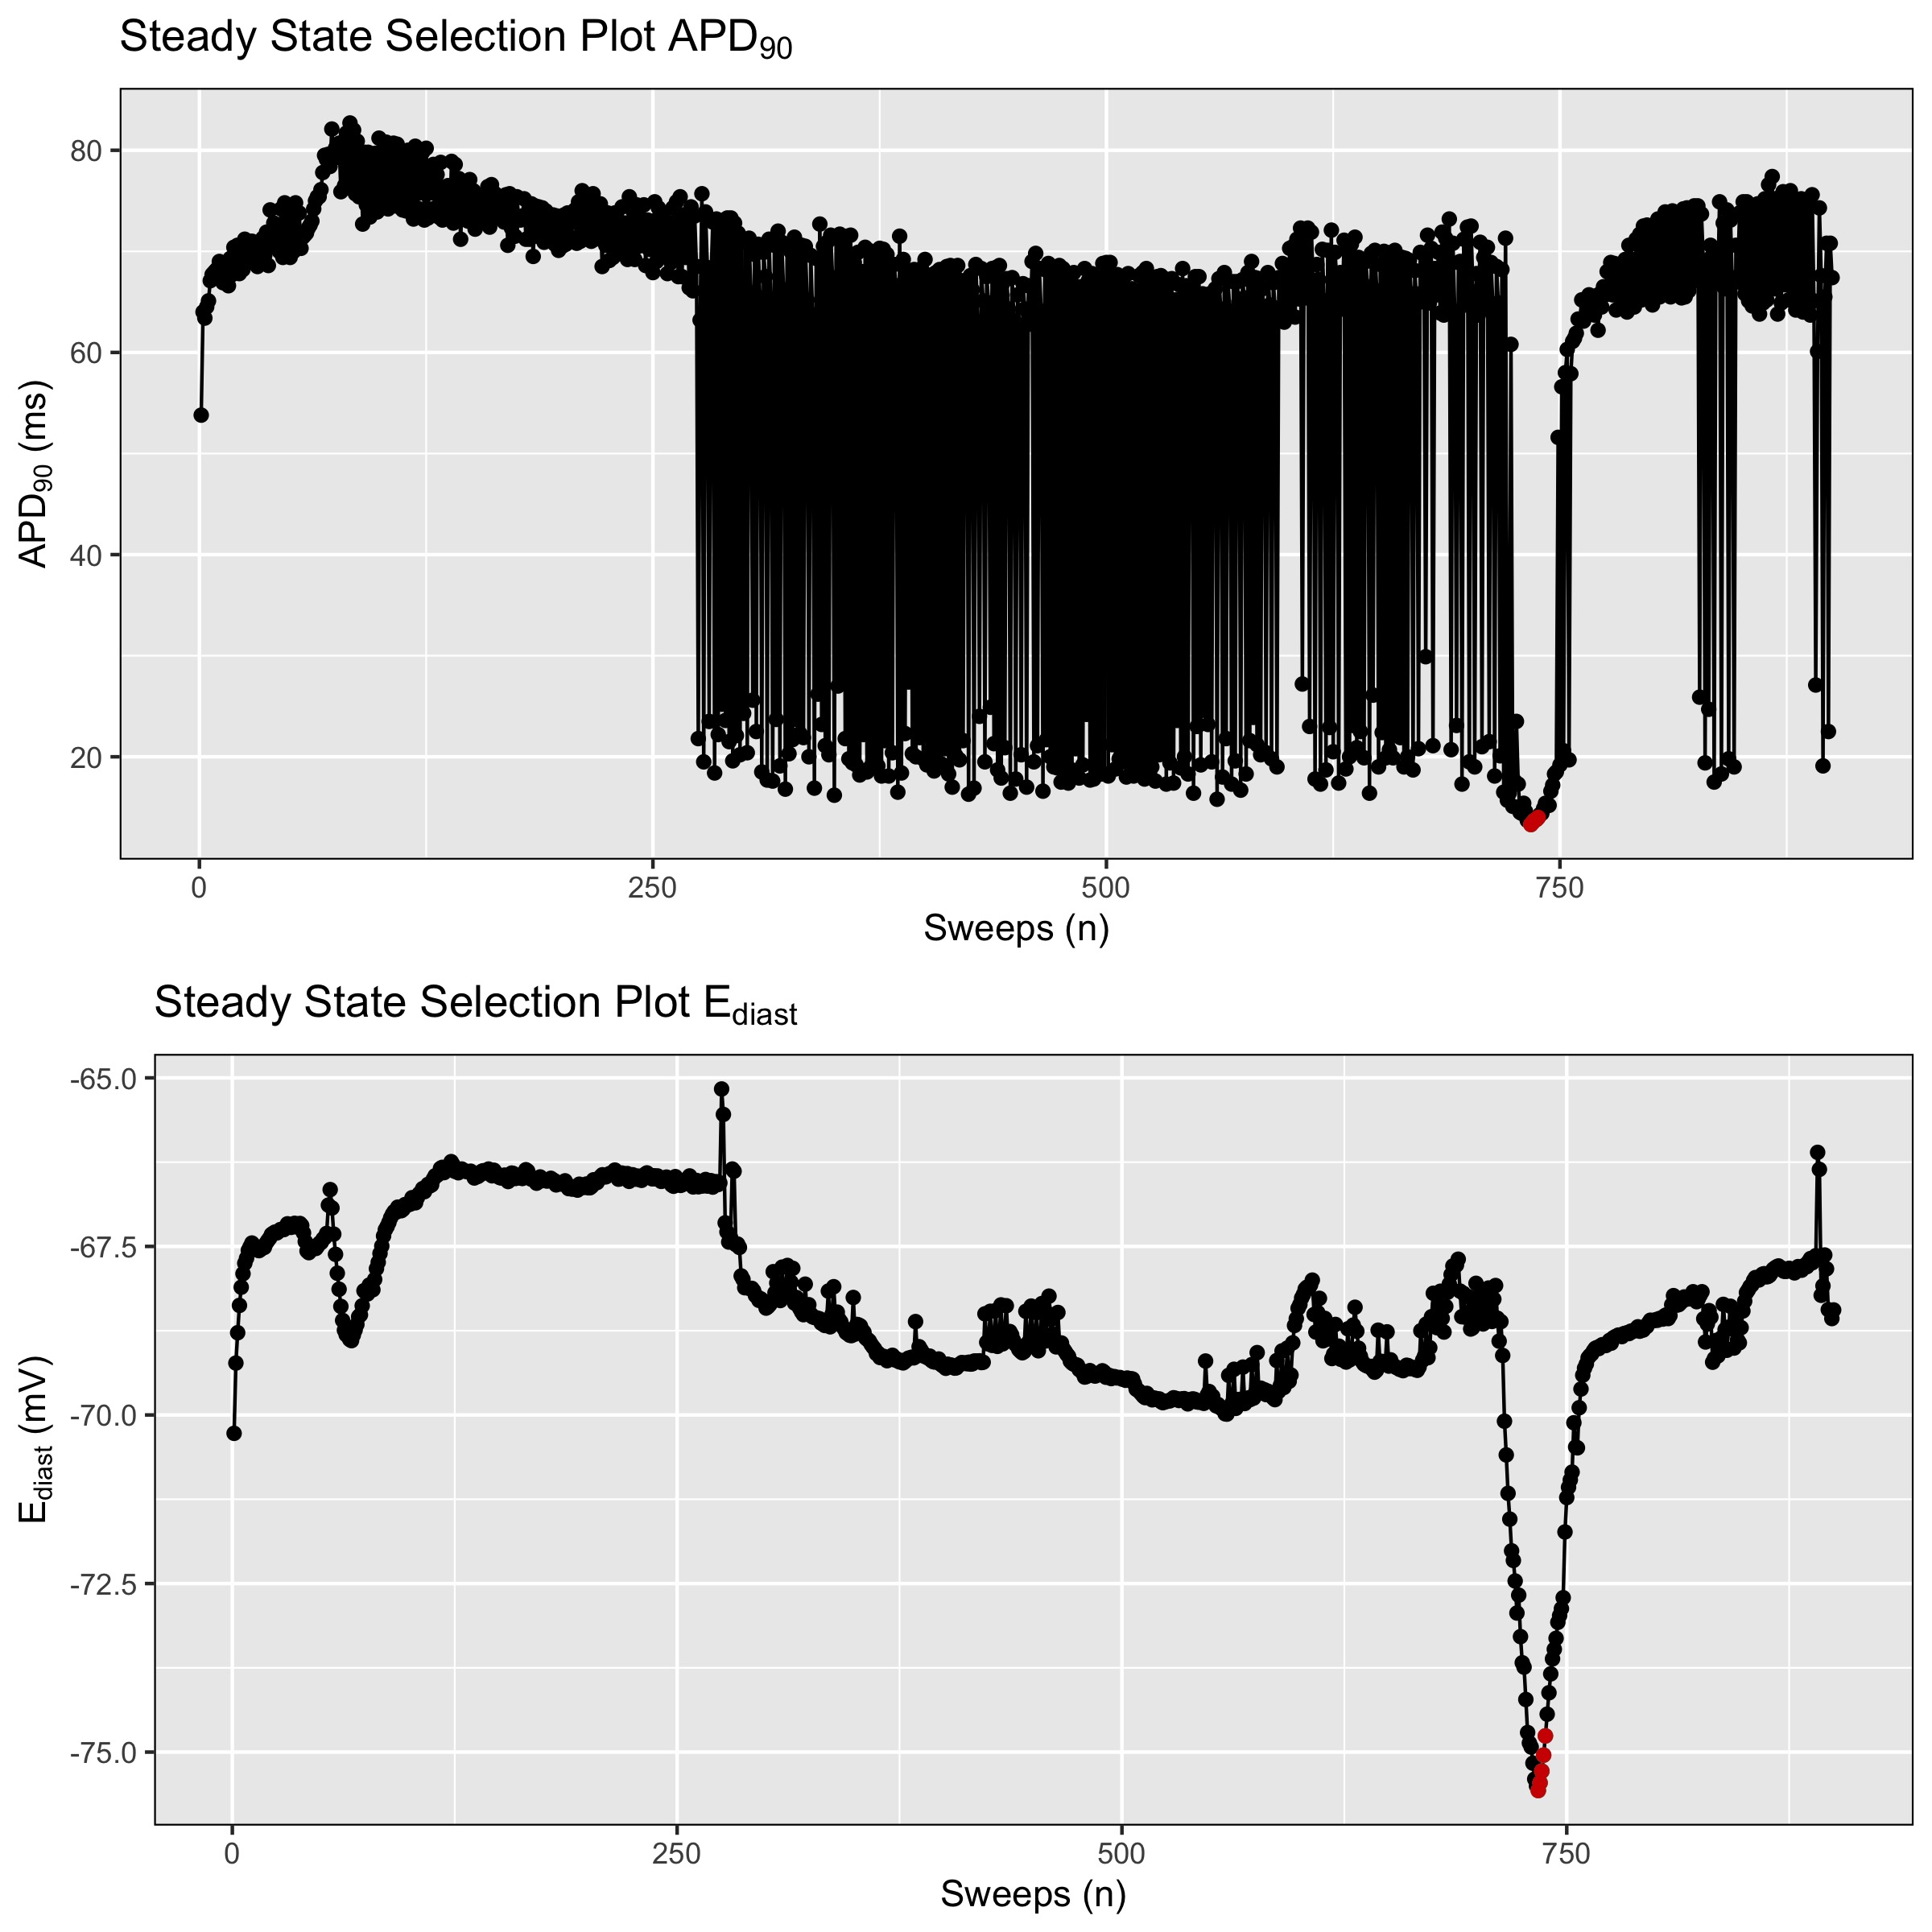 Steady State Selection Plot APD90
80
60
40
20
APD90 (ms)
0 250 500 750
Sweeps (n)
Steady State Selection Plot Ediast
-65.0
-67.5
-70.0
-72.5
-75.0
Ediast (mV)
0 250 500 750
Sweeps (n)